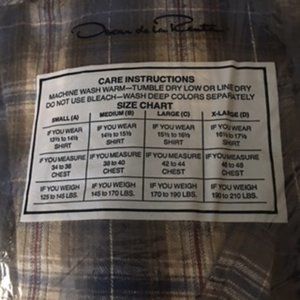 Oscar de la Renta
CARE INSTRUCTIONS
MACHINE WASH WARM—TUMBLE DRY LOW OR LINE DRY
DO NOT USE BLEACH—WASH DEEP COLORS SEPARATELY
SIZE CHART
SMALL (A) MEDIUM (B) LARGE (C) X-LARGE (D)
IF YOU WEAR IF YOU WEAR IF YOU WEAR IF YOU WEAR
13½ to 14½ 14½ to 15½ 15½ to 16½ 16½ to 17½
SHIRT SHIRT SHIRT SHIRT
IF YOU MEASURE IF YOU MEASURE IF YOU MEASURE IF YOU MEASURE
34 to 36 38 to 40 42 to 44 46 to 48
CHEST CHEST CHEST CHEST
IF YOU WEIGH IF YOU WEIGH IF YOU WEIGH IF YOU WEIGH
125 to 145 LBS. 145 to 170 LBS. 170 to 190 LBS. 190 to 210 LBS.